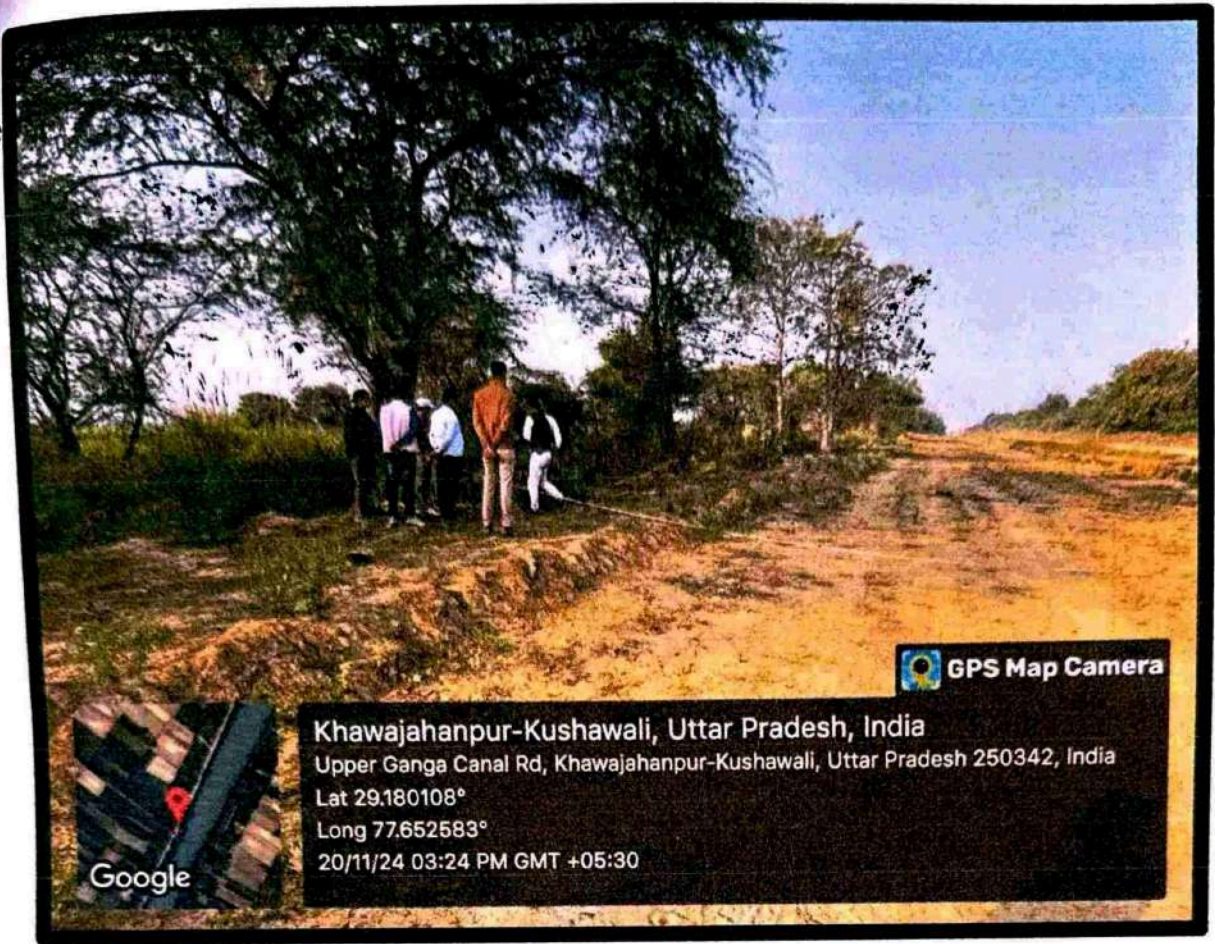 GPS Map Camera
Khawajahanpur-Kushawali, Uttar Pradesh, India
Upper Ganga Canal Rd, Khawajahanpur-Kushawali, Uttar Pradesh 250342, India
Lat 29.180108°
Long 77.652583°
20/11/24 03:24 PM GMT +05:30
Google